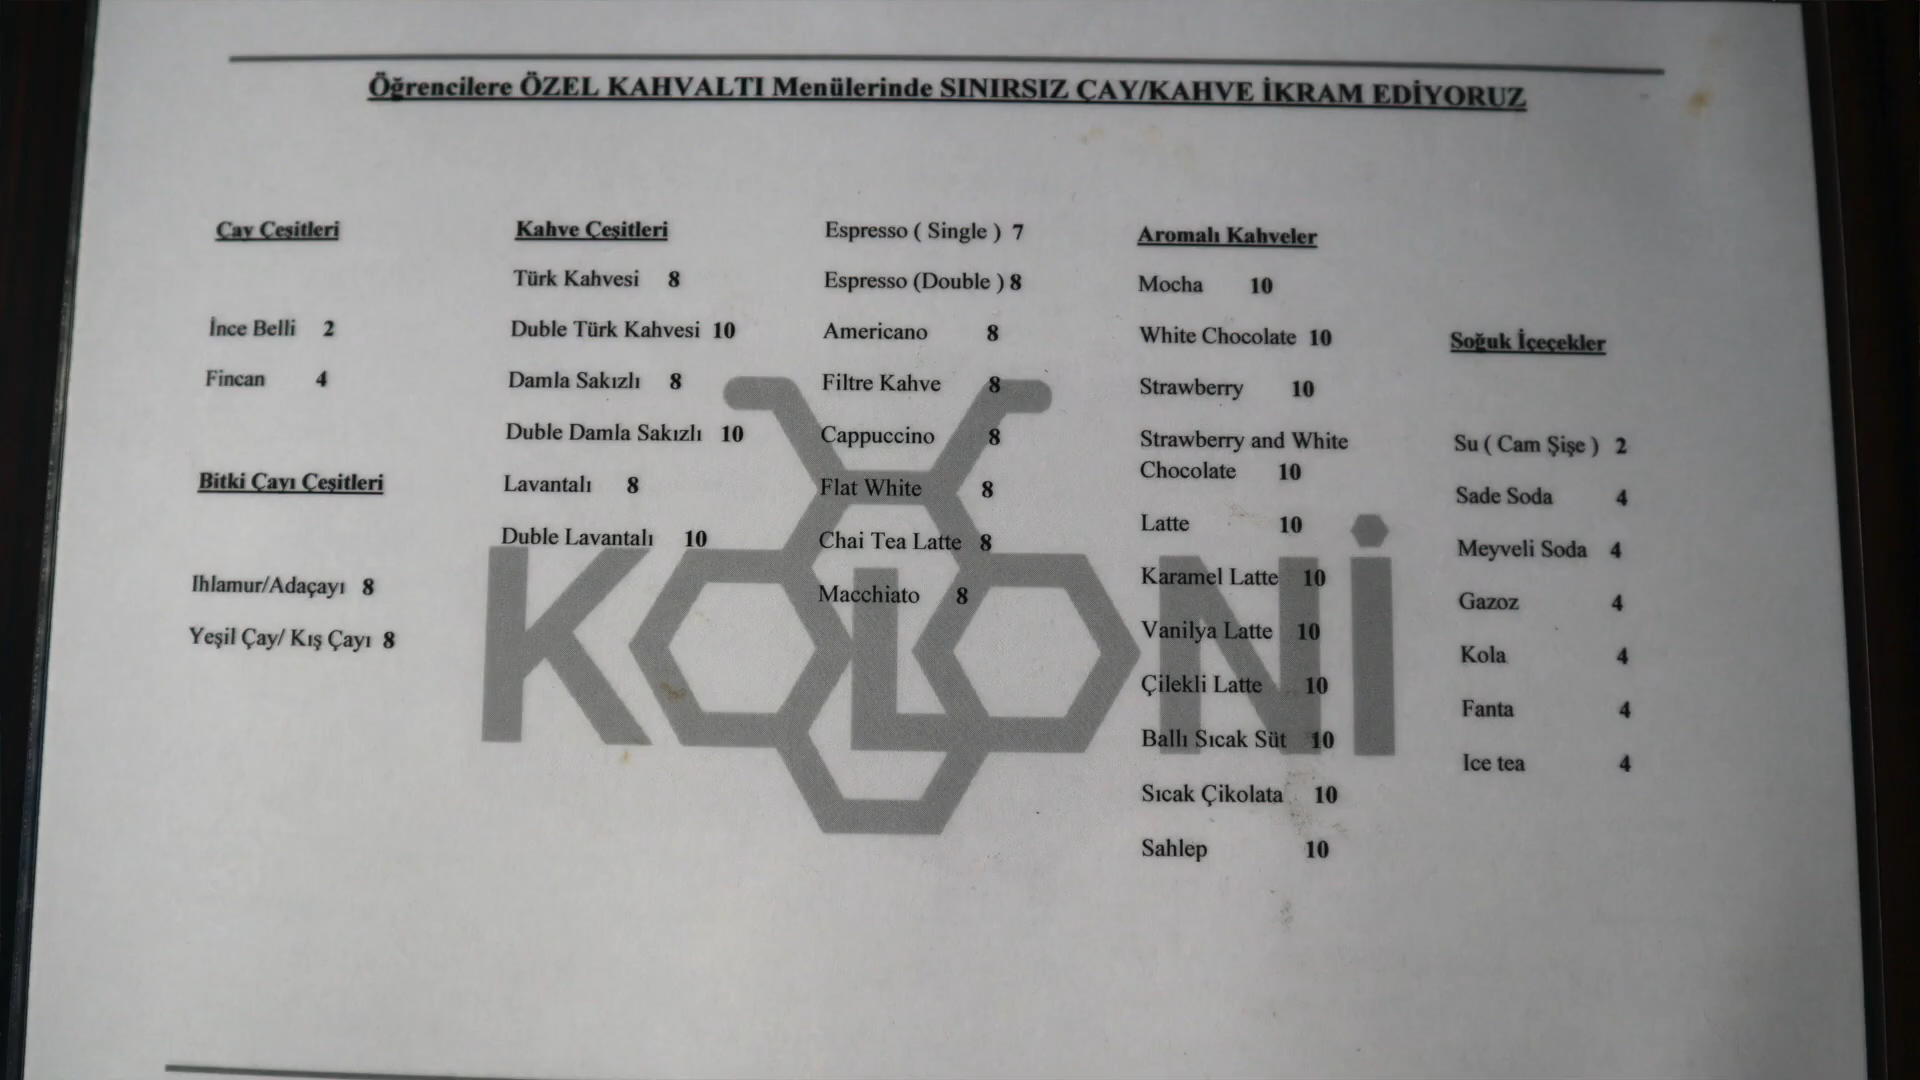 Öğrencilere ÖZEL KAHVALTI Menülerinde SINIRSIZ ÇAY/KAHVE İKRAM EDİYORUZ
Çay Çeşitleri
İnce Belli 2
Fincan 4
Bitki Çayı Çeşitleri
Ihlamur/Adaçayı 8
Yeşil Çay/ Kış Çayı 8
Kahve Çeşitleri
Türk Kahvesi 8
Duble Türk Kahvesi 10
Damla Sakızlı 8
Duble Damla Sakızlı 10
Lavantalı 8
Duble Lavantalı 10
Espresso ( Single ) 7
Espresso (Double ) 8
Americano 8
Filtre Kahve 8
Cappuccino 8
Flat White 8
Chai Tea Latte 8
Macchiato 8
Aromalı Kahveler
Mocha 10
White Chocolate 10
Strawberry 10
Strawberry and White
Chocolate 10
Latte 10
Karamel Latte 10
Vanilya Latte 10
Çilekli Latte 10
Ballı Sıcak Süt 10
Sıcak Çikolata 10
Sahlep 10
Soğuk İçeçekler
Su ( Cam Şişe ) 2
Sade Soda 4
Meyveli Soda 4
Gazoz 4
Kola 4
Fanta 4
Ice tea 4
KOLONİ